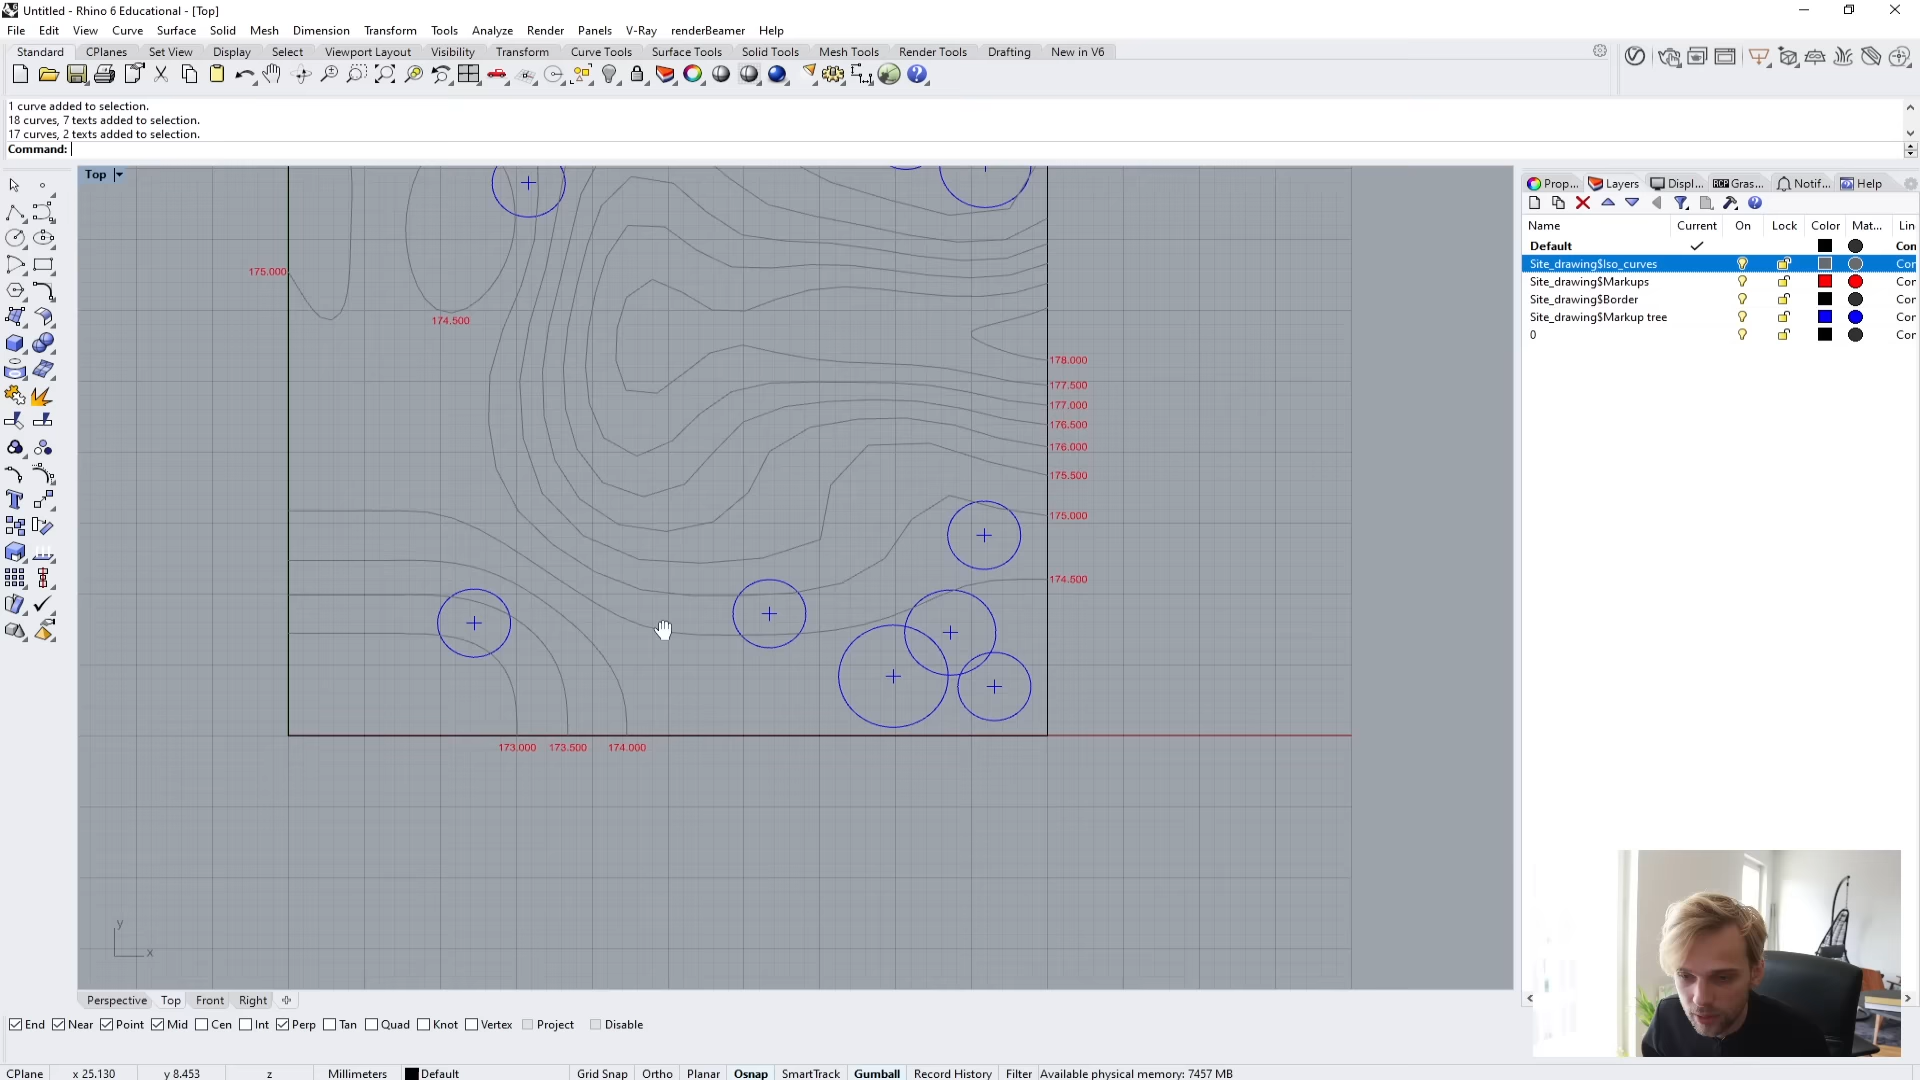 Untitled - Rhino 6 Educational - [Top]
File Edit View Curve Surface Solid Mesh Dimension Transform Tools Analyze Render Panels V-Ray renderBeamer Help
Standard CPlanes Set View Display Select Viewport Layout Visibility Transform Curve Tools Surface Tools Solid Tools Mesh Tools Render Tools Drafting New in V6
1 curve added to selection.
18 curves, 7 texts added to selection.
17 curves, 2 texts added to selection.
Command:
Top
Prop... Layers Displ... Gras... Notif... Help
Name Current On Lock Color Mat... Lin
Default Con
Site_drawing$Iso_curves Cor
Site_drawing$Markups Cor
Site_drawing$Border Cor
Site_drawing$Markup tree Cor
0 Cor
175.000
174.500
178.000
177.500
177.000
176.500
176.000
175.500
175.000
174.500
173.000 173.500 174.000
y
x
Perspective Top Front Right
End Near Point Mid Cen Int Perp Tan Quad Knot Vertex Project Disable
CPlane x 25.130 y 8.453 z Millimeters Default Grid Snap Ortho Planar Osnap SmartTrack Gumball Record History Filter Available physical memory: 7457 MB